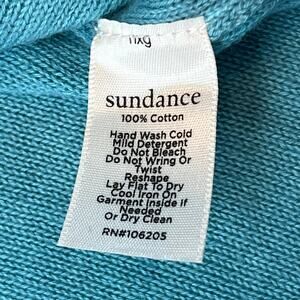 sundance
100% Cotton
Hand Wash Cold
Mild Detergent
Do Not Bleach
Do Not Wring Or
Twist
Reshape
Lay Flat To Dry
Cool Iron On
Garment Inside If
Needed
Or Dry Clean
RN#106205